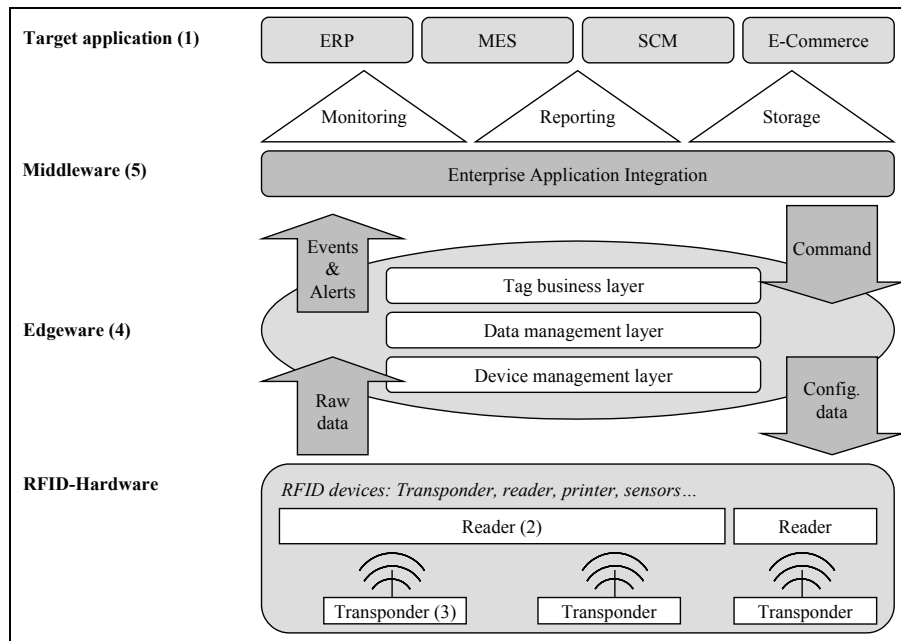 Target application (1)
ERP
MES
SCM
E-Commerce
Monitoring
Reporting
Storage
Middleware (5)
Enterprise Application Integration
Events
&
Alerts
Command
Tag business layer
Edgeware (4)
Data management layer
Device management layer
Raw
data
Config.
data
RFID-Hardware
RFID devices: Transponder, reader, printer, sensors…
Reader (2)
Reader
Transponder (3)
Transponder
Transponder